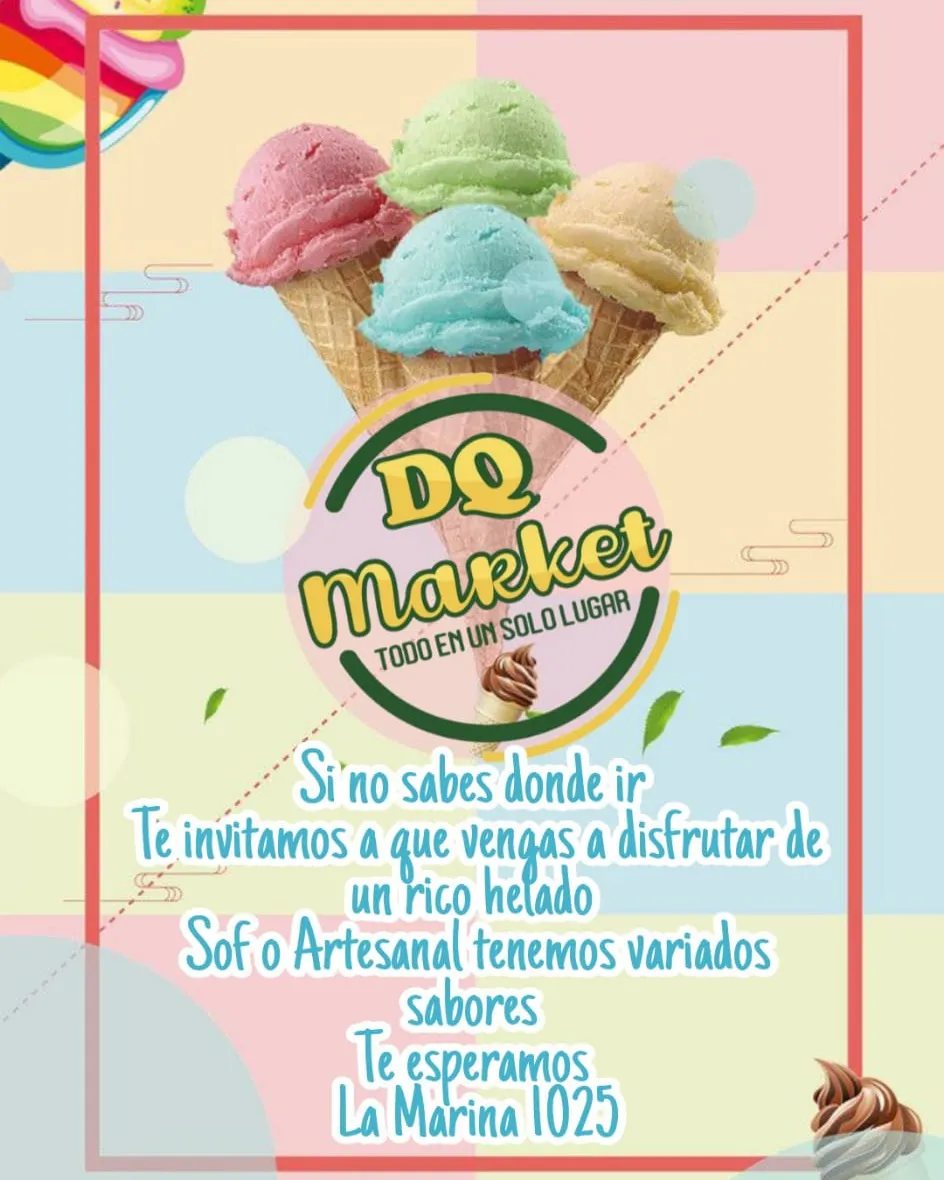 DQ
Market
TODO EN UN SOLO LUGAR
Si no sabes donde ir
Te invitamos a que vengas a disfrutar de
un rico helado
Sof o Artesanal tenemos variados
sabores
Te esperamos
La Marina 1025